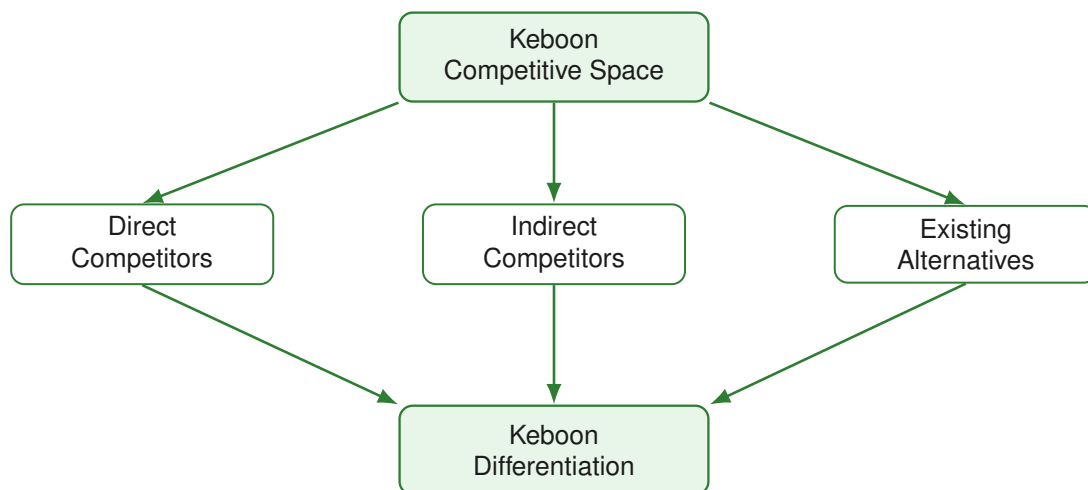 Keboon
Competitive Space
Direct
Competitors
Indirect
Competitors
Existing
Alternatives
Keboon
Differentiation